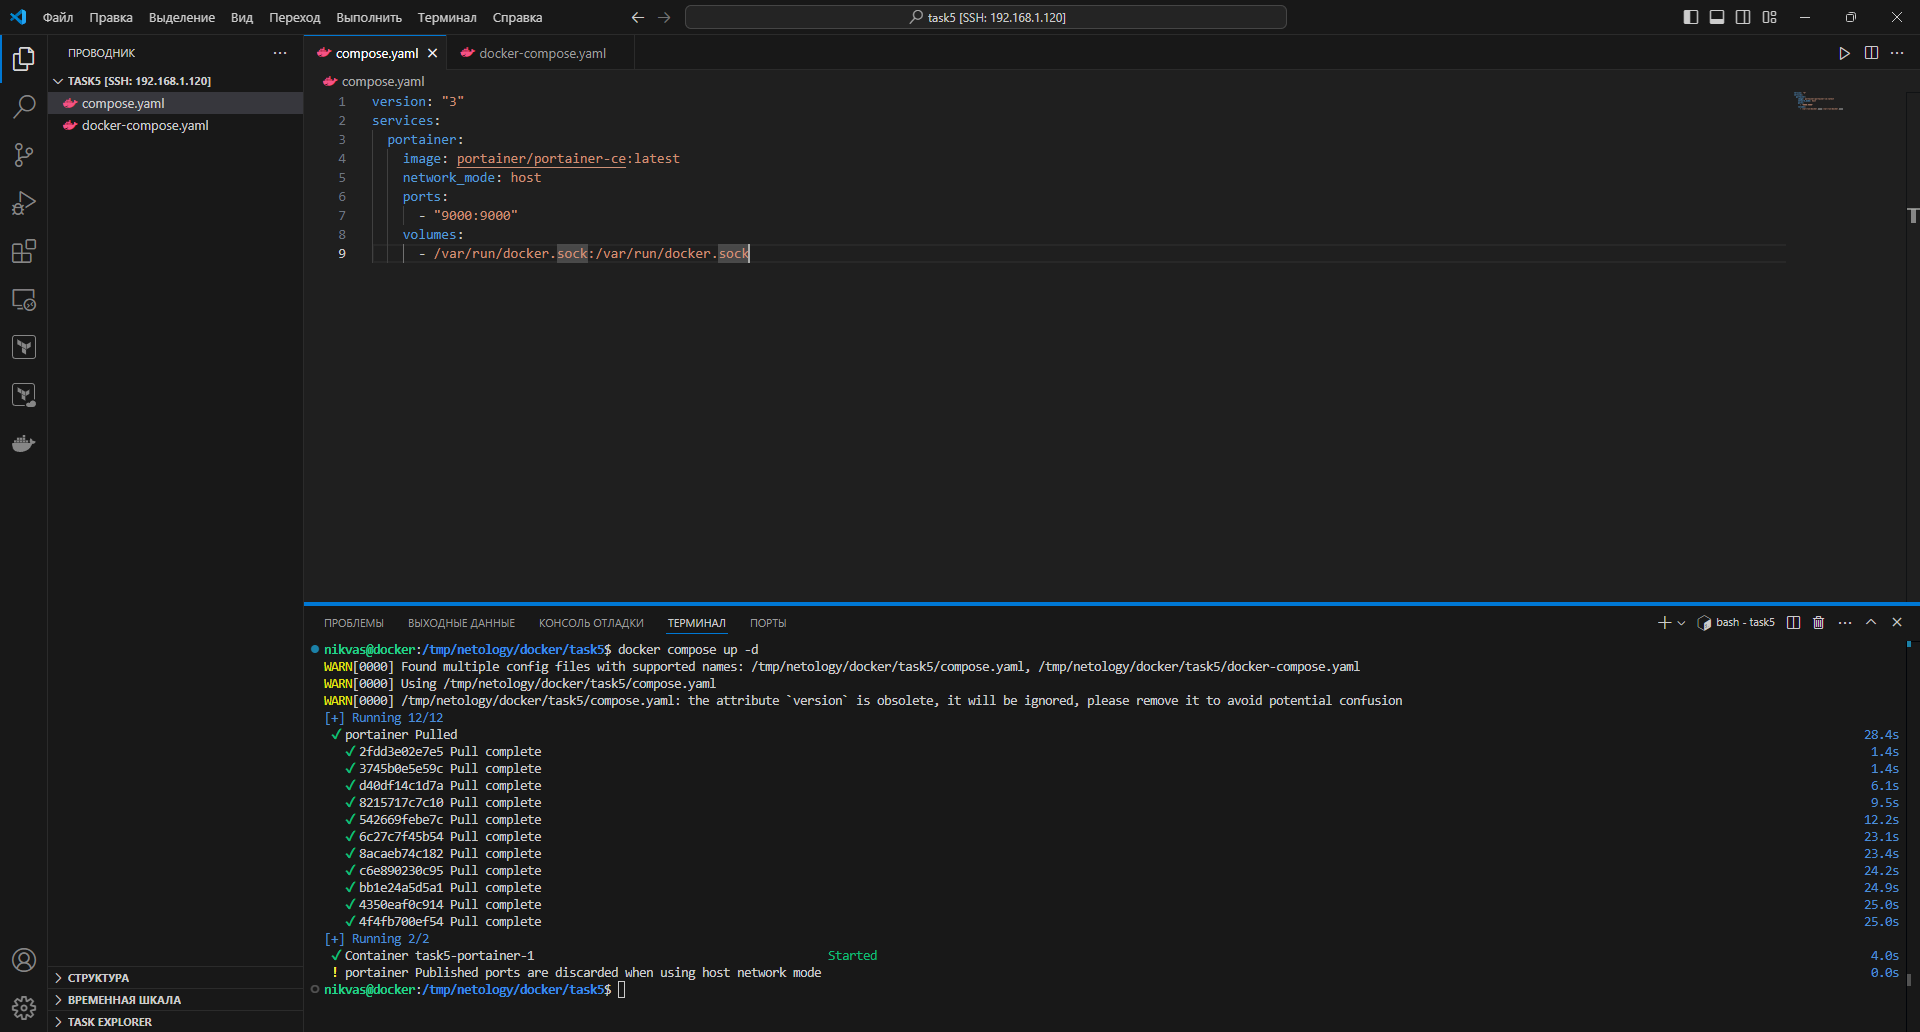 Файл Правка Выделение Вид Переход Выполнить Терминал Справка
task5 [SSH: 192.168.1.120]
ПРОВОДНИК
TASK5 [SSH: 192.168.1.120]
compose.yaml
docker-compose.yaml
compose.yaml docker-compose.yaml
compose.yaml
1 version: "3"
2 services:
3 portainer:
4 image: portainer/portainer-ce:latest
5 network_mode: host
6 ports:
7 - "9000:9000"
8 volumes:
9 - /var/run/docker.sock:/var/run/docker.sock
ПРОБЛЕМЫ ВЫХОДНЫЕ ДАННЫЕ КОНСОЛЬ ОТЛАДКИ ТЕРМИНАЛ ПОРТЫ
bash - task5
nikvas@docker:/tmp/netology/docker/task5$ docker compose up -d
WARN[0000] Found multiple config files with supported names: /tmp/netology/docker/task5/compose.yaml, /tmp/netology/docker/task5/docker-compose.yaml
WARN[0000] Using /tmp/netology/docker/task5/compose.yaml
WARN[0000] /tmp/netology/docker/task5/compose.yaml: the attribute `version` is obsolete, it will be ignored, please remove it to avoid potential confusion
[+] Running 12/12
✓ portainer Pulled 28.4s
✓ 2fdd3e02e7e5 Pull complete 1.4s
✓ 3745b0e5e59c Pull complete 1.4s
✓ d40df14c1d7a Pull complete 6.1s
✓ 8215717c7c10 Pull complete 9.5s
✓ 542669febe7c Pull complete 12.2s
✓ 6c27c7f45b54 Pull complete 23.1s
✓ 8acaeb74c182 Pull complete 23.4s
✓ c6e890230c95 Pull complete 24.2s
✓ bb1e24a5d5a1 Pull complete 24.9s
✓ 4350eaf0c914 Pull complete 25.0s
✓ 4f4fb700ef54 Pull complete 25.0s
[+] Running 2/2
✓ Container task5-portainer-1 Started 4.0s
! portainer Published ports are discarded when using host network mode 0.0s
nikvas@docker:/tmp/netology/docker/task5$
СТРУКТУРА
ВРЕМЕННАЯ ШКАЛА
TASK EXPLORER